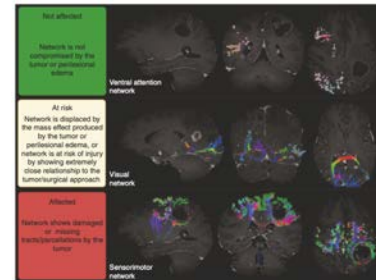 Not affected
Network is not
compromised by the
tumor or perilesional
edema
Ventral attention
network
At risk
Network is displaced by the
mass effect produced
by the tumor or
perilesional edema, or
network is at risk of injury
by showing extremely
close relationship to the
tumor/surgical approach
Visual
network
Affected
Network shows damaged
or missing
tracts/parcellations by the
tumor
Sensorimotor
network